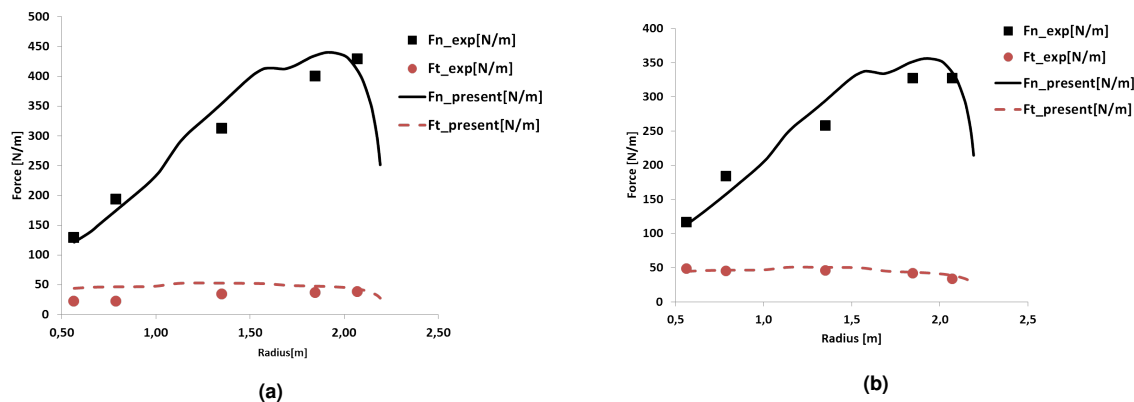 500
450
400
350
300
250
200
150
100
50
0
Force [N/m]
0,50
1,00
1,50
2,00
2,50
Radius[m]
Fn_exp[N/m]
Ft_exp[N/m]
Fn_present[N/m]
Ft_present[N/m]
(a)
400
350
300
250
200
150
100
50
0
Force [N/m]
0,5
1,0
1,5
2,0
2,5
Radius [m]
Fn_exp[N/m]
Ft_exp[N/m]
Fn_present[N/m]
Ft_present[N/m]
(b)